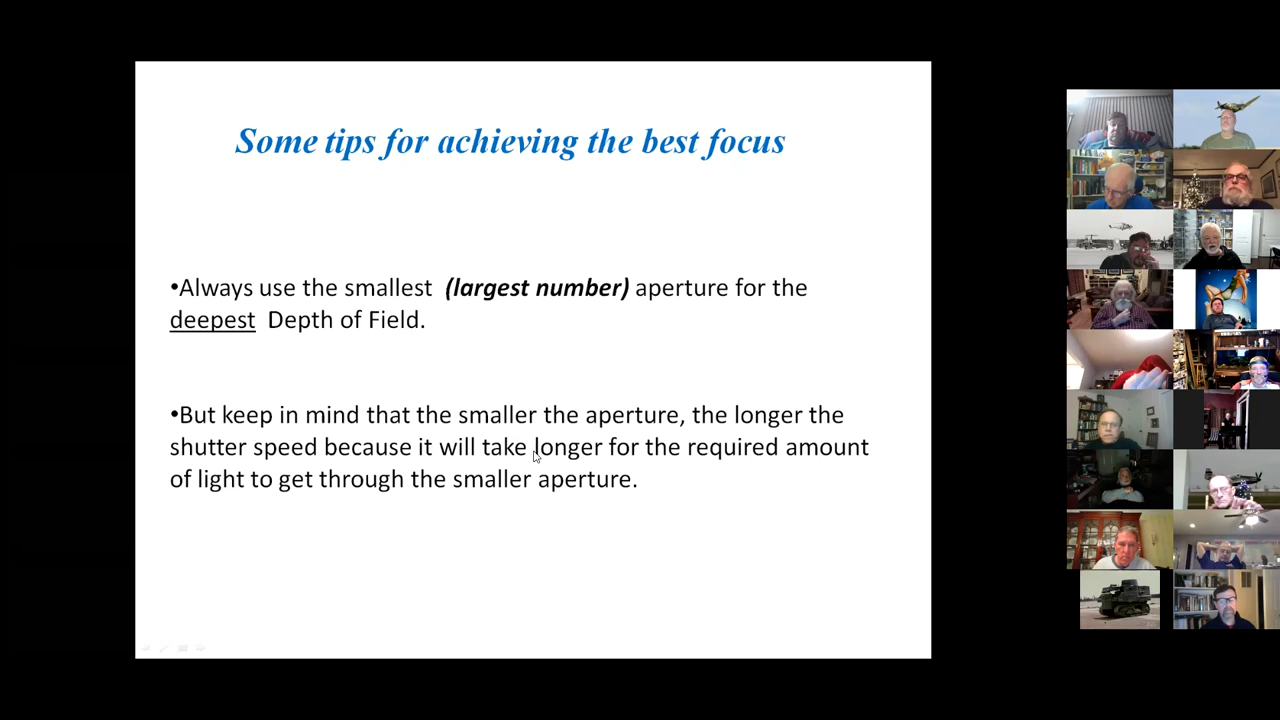 Some tips for achieving the best focus
•Always use the smallest (largest number) aperture for the
deepest Depth of Field.
•But keep in mind that the smaller the aperture, the longer the
shutter speed because it will take longer for the required amount
of light to get through the smaller aperture.